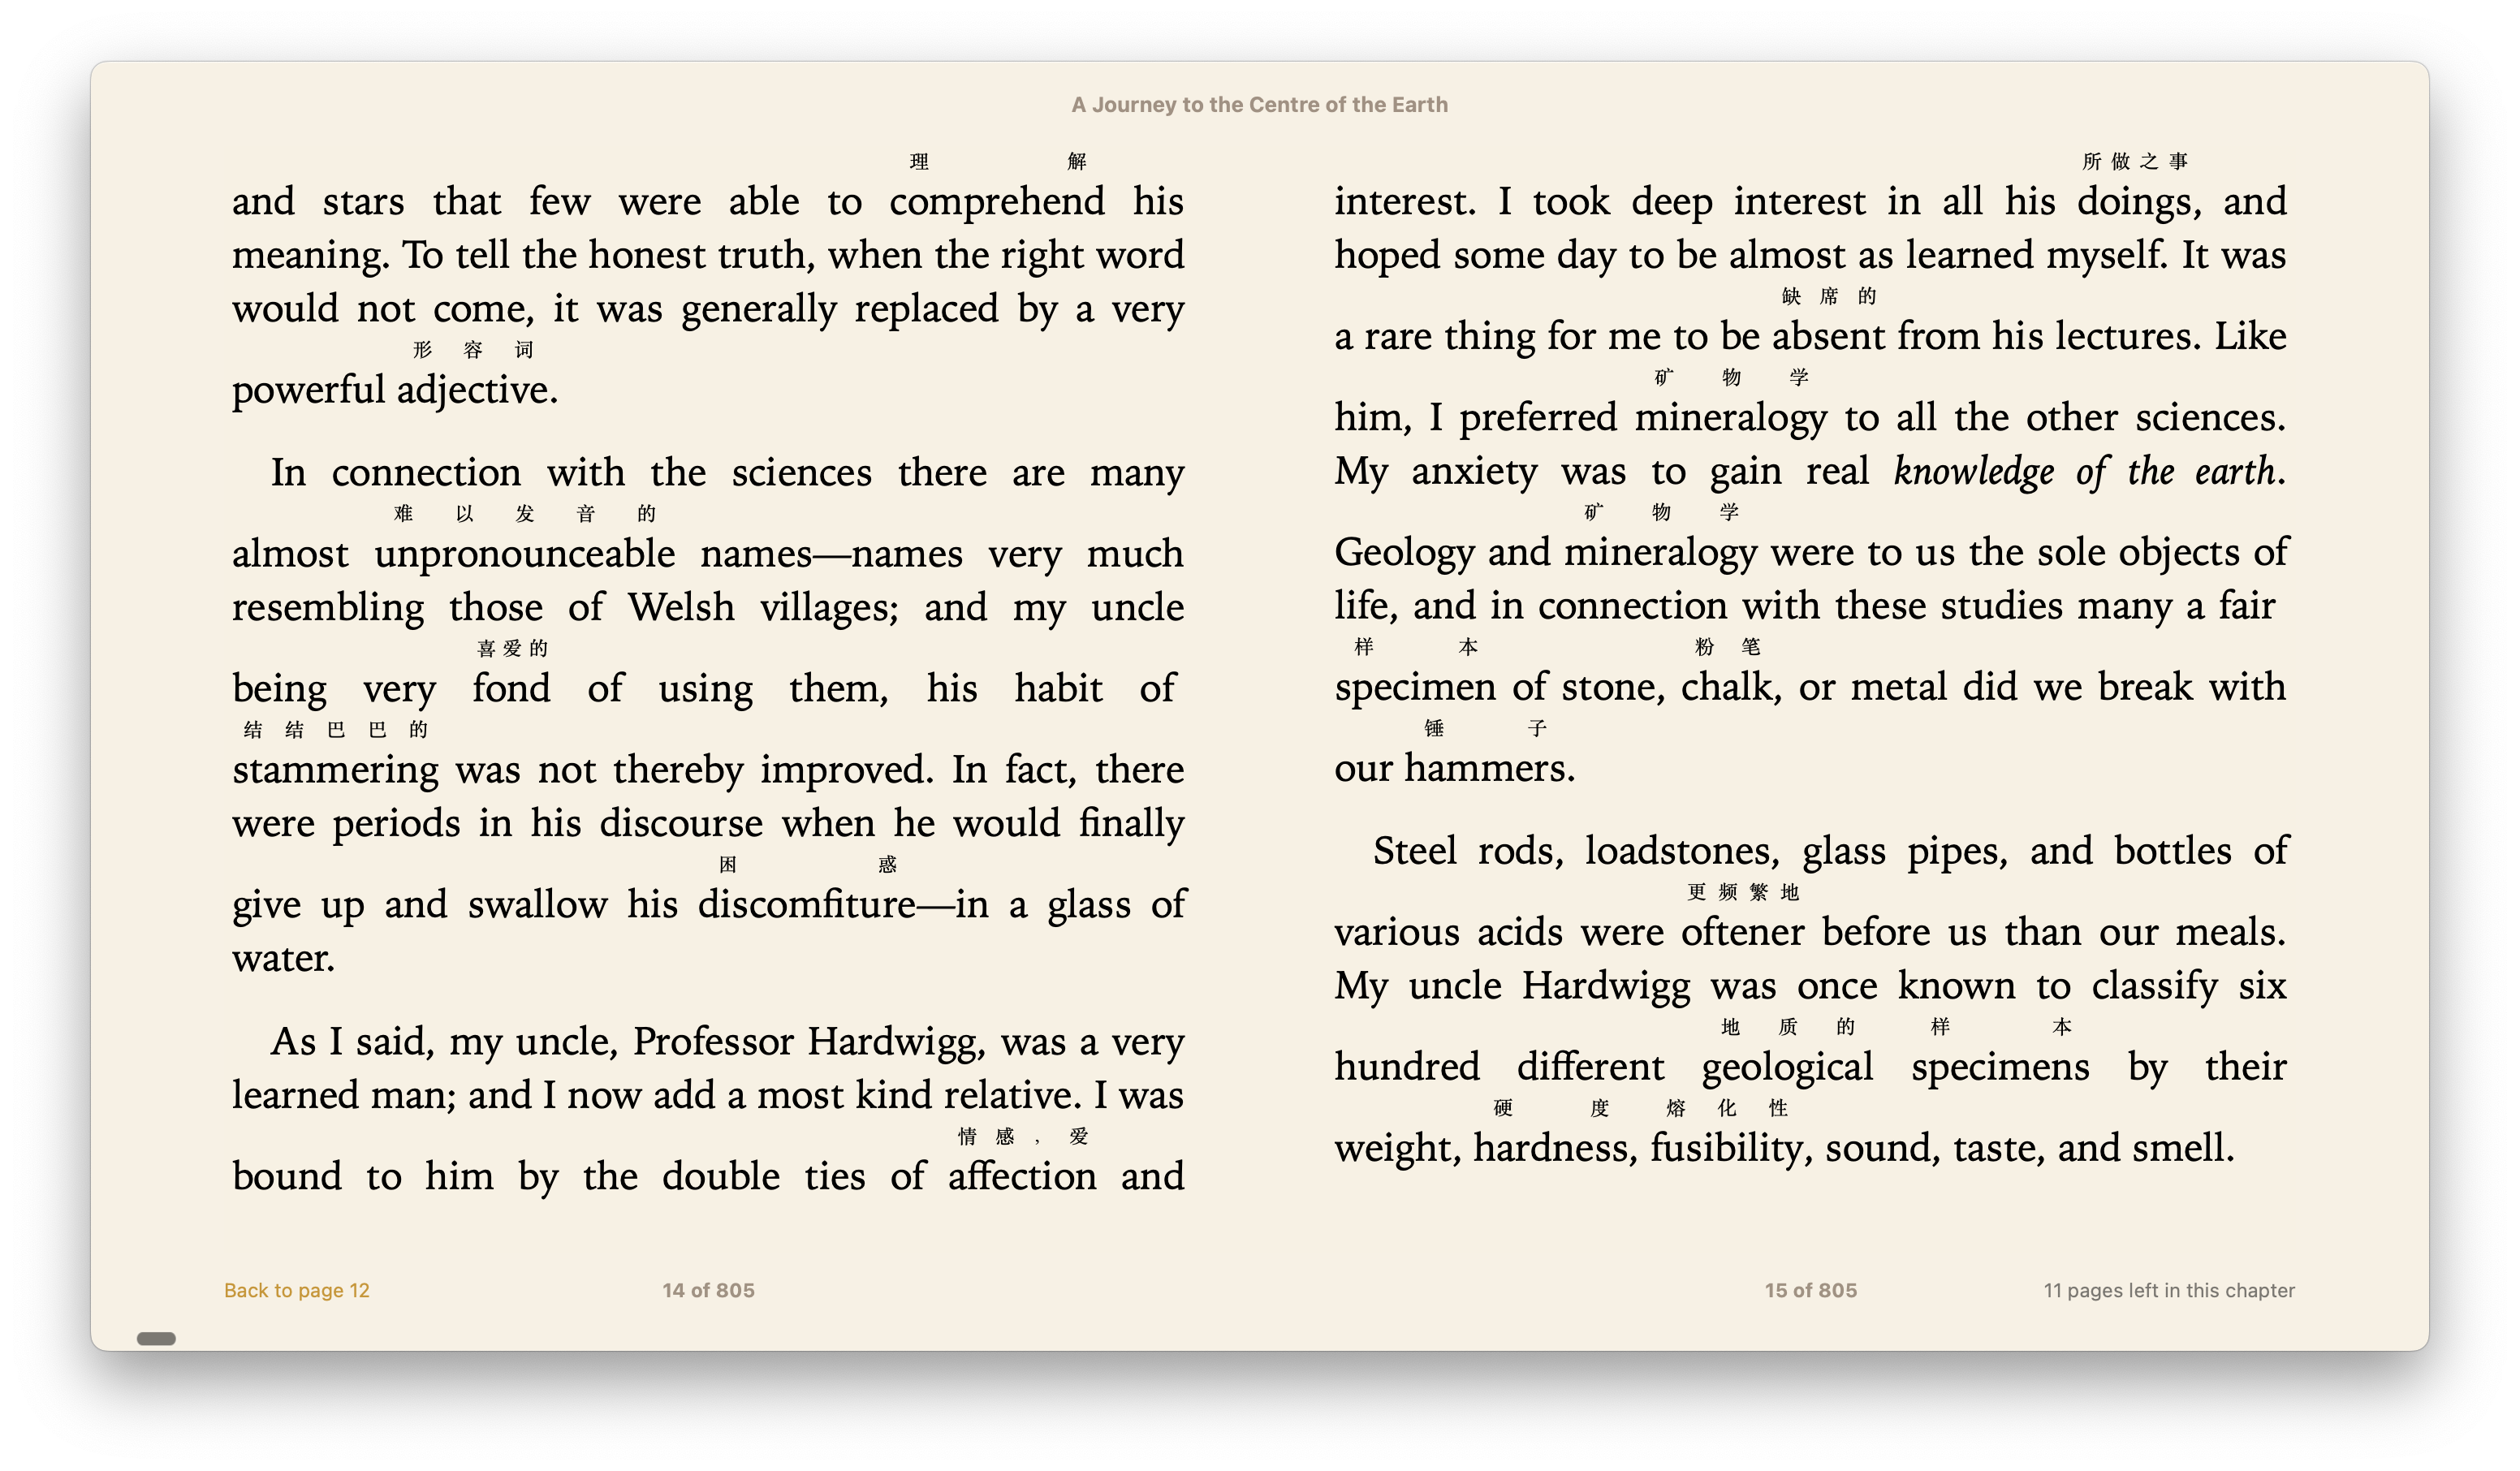 A Journey to the Centre of the Earth
理解
and stars that few were able to comprehend his
meaning. To tell the honest truth, when the right word
would not come, it was generally replaced by a very
形容词
powerful adjective.
In connection with the sciences there are many
难以发音的
almost unpronounceable names—names very much
resembling those of Welsh villages; and my uncle
喜爱的
being very fond of using them, his habit of
结结巴巴的
stammering was not thereby improved. In fact, there
were periods in his discourse when he would finally
困惑
give up and swallow his discomfiture—in a glass of
water.
As I said, my uncle, Professor Hardwigg, was a very
learned man; and I now add a most kind relative. I was
情感，爱
bound to him by the double ties of affection and
所做之事
interest. I took deep interest in all his doings, and
hoped some day to be almost as learned myself. It was
缺席的
a rare thing for me to be absent from his lectures. Like
矿物学
him, I preferred mineralogy to all the other sciences.
My anxiety was to gain real knowledge of the earth.
矿物学
Geology and mineralogy were to us the sole objects of
life, and in connection with these studies many a fair
样本 粉笔
specimen of stone, chalk, or metal did we break with
锤子
our hammers.
Steel rods, loadstones, glass pipes, and bottles of
更频繁地
various acids were oftener before us than our meals.
My uncle Hardwigg was once known to classify six
地质的 样本
hundred different geological specimens by their
硬度 熔化性
weight, hardness, fusibility, sound, taste, and smell.
Back to page 12
14 of 805
15 of 805
11 pages left in this chapter